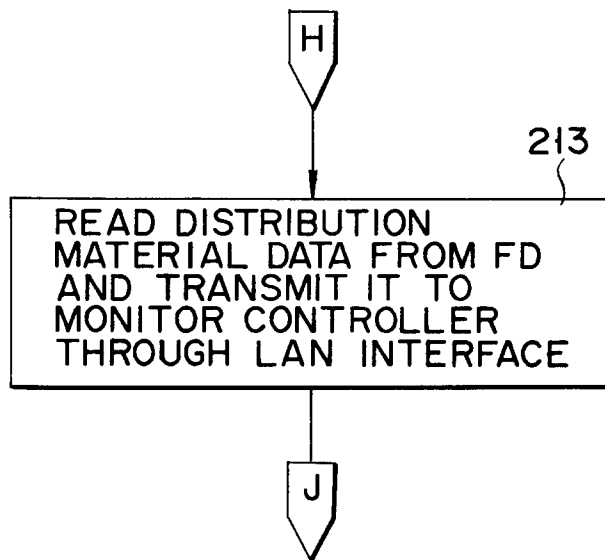 H
213
READ DISTRIBUTION
MATERIAL DATA FROM FD
AND TRANSMIT IT TO
MONITOR CONTROLLER
THROUGH LAN INTERFACE
J